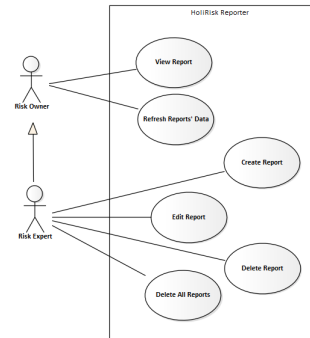 HoliRisk Reporter
View Report
Risk Owner
Refresh Reports' Data
Create Report
Edit Report
Risk Expert
Delete Report
Delete All Reports